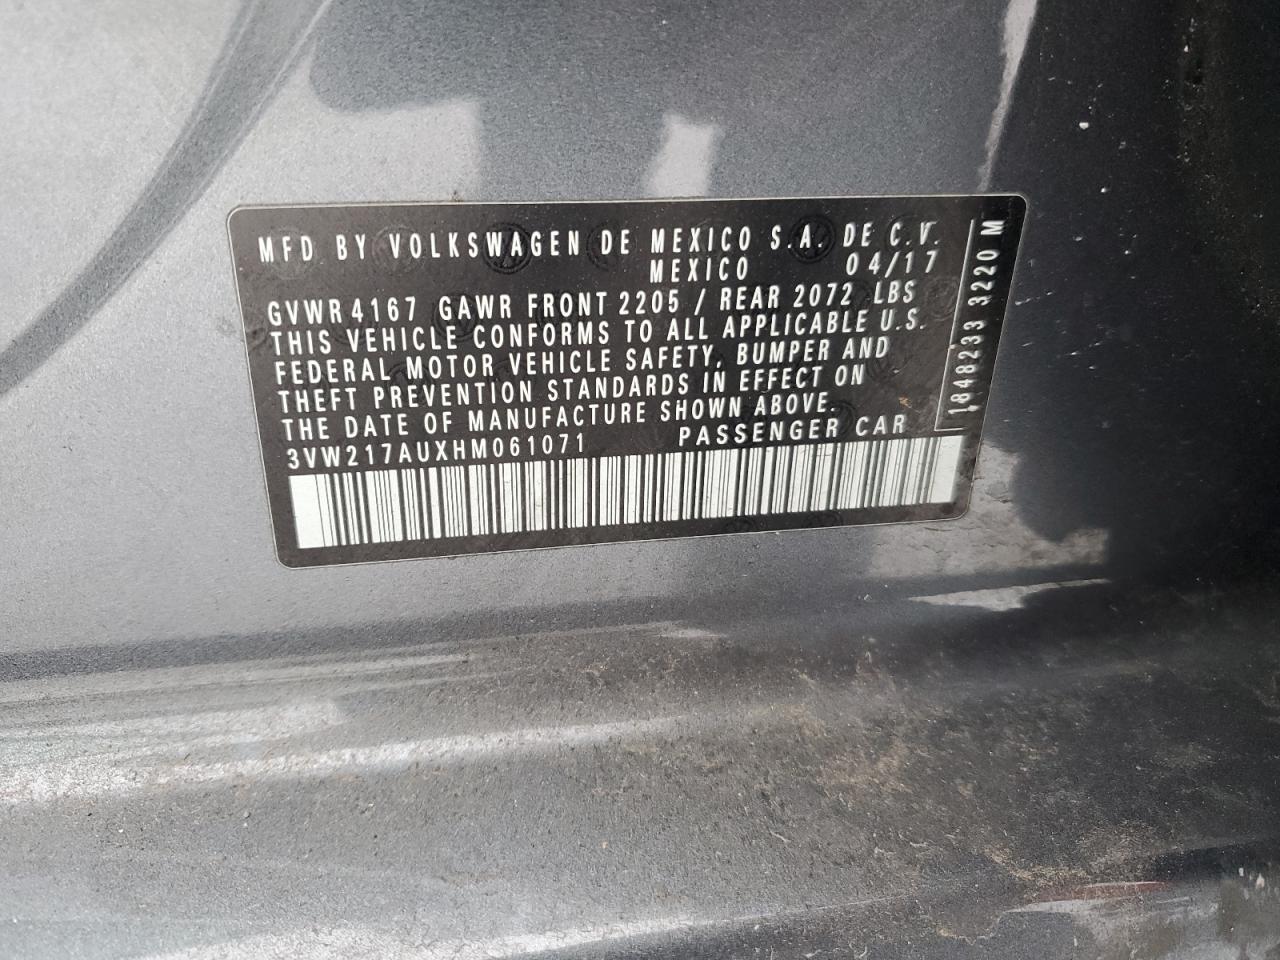 MFD BY VOLKSWAGEN DE MEXICO S.A. DE C.V.
MEXICO 04/17
GVWR 4167 GAWR FRONT 2205 / REAR 2072 LBS
THIS VEHICLE CONFORMS TO ALL APPLICABLE U.S.
FEDERAL MOTOR VEHICLE SAFETY, BUMPER AND
THEFT PREVENTION STANDARDS IN EFFECT ON
THE DATE OF MANUFACTURE SHOWN ABOVE.
3VW217AUXHM061071 PASSENGER CAR
1848233 3220 M